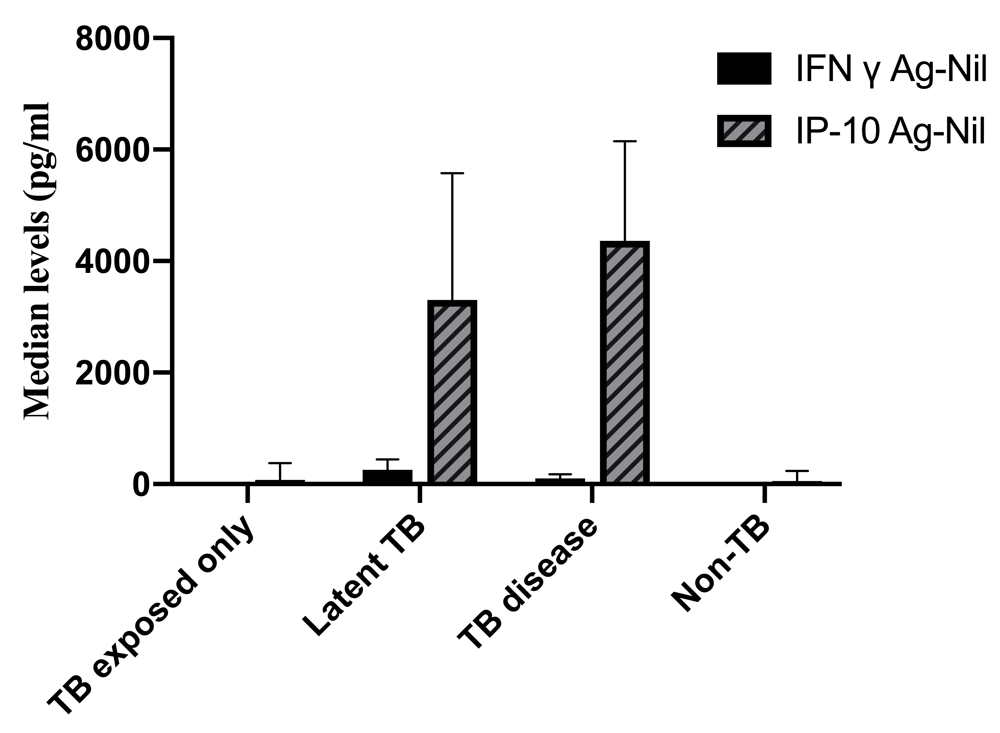 Median levels (pg/ml)
8000
6000
4000
2000
0
IFN γ Ag-Nil
IP-10 Ag-Nil
TB exposed only
Latent TB
TB disease
Non-TB